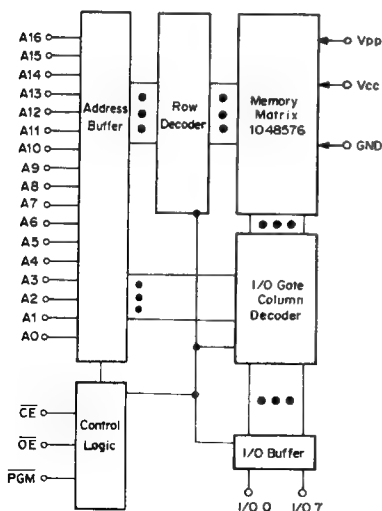 A16
A15
A14
A13
A12
A11
A10
A9
A8
A7
A6
A5
A4
A3
A2
A1
A0
Address
Buffer
Row
Decoder
Memory
Matrix
1048576
Vpp
Vcc
GND
I/O Gate
Column
Decoder
CE
OE
PGM
Control
Logic
I/O Buffer
I/O 0
I/O 7